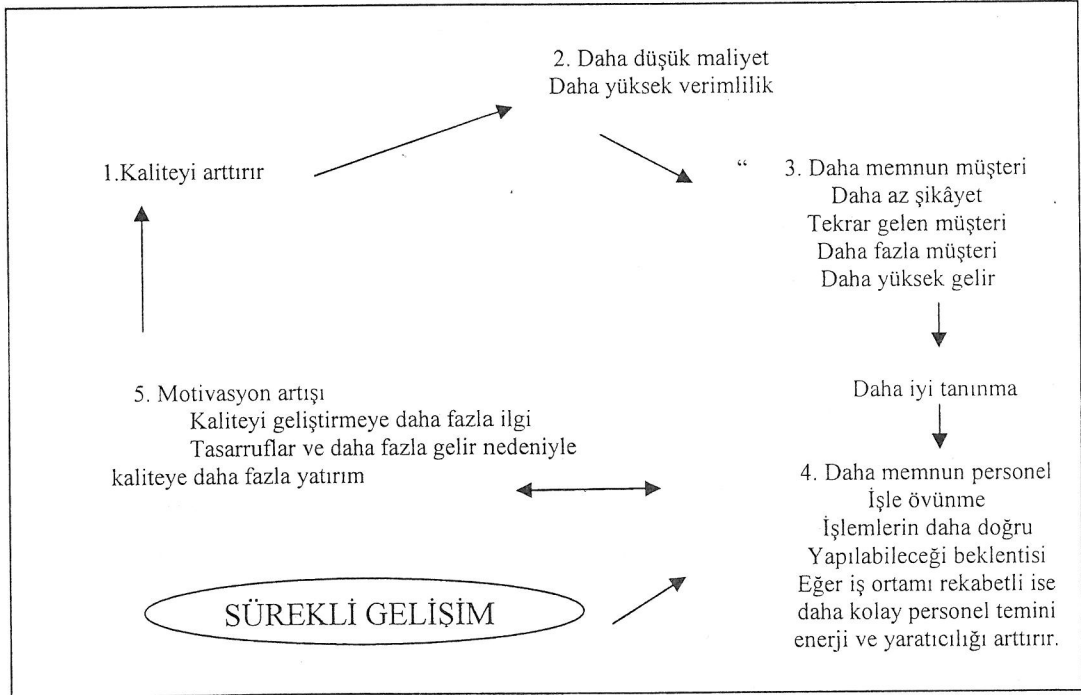 2. Daha düşük maliyet
Daha yüksek verimlilik
1.Kaliteyi arttırır
“ 3. Daha memnun müşteri
Daha az şikâyet
Tekrar gelen müşteri
Daha fazla müşteri
Daha yüksek gelir
Daha iyi tanınma
5. Motivasyon artışı
Kaliteyi geliştirmeye daha fazla ilgi
Tasarruflar ve daha fazla gelir nedeniyle
kaliteye daha fazla yatırım
4. Daha memnun personel
İşle övünme
İşlemlerin daha doğru
Yapılabileceği beklentisi
Eğer iş ortamı rekabetli ise
daha kolay personel temini
enerji ve yaratıcılığı arttırır.
SÜREKLİ GELİŞİM